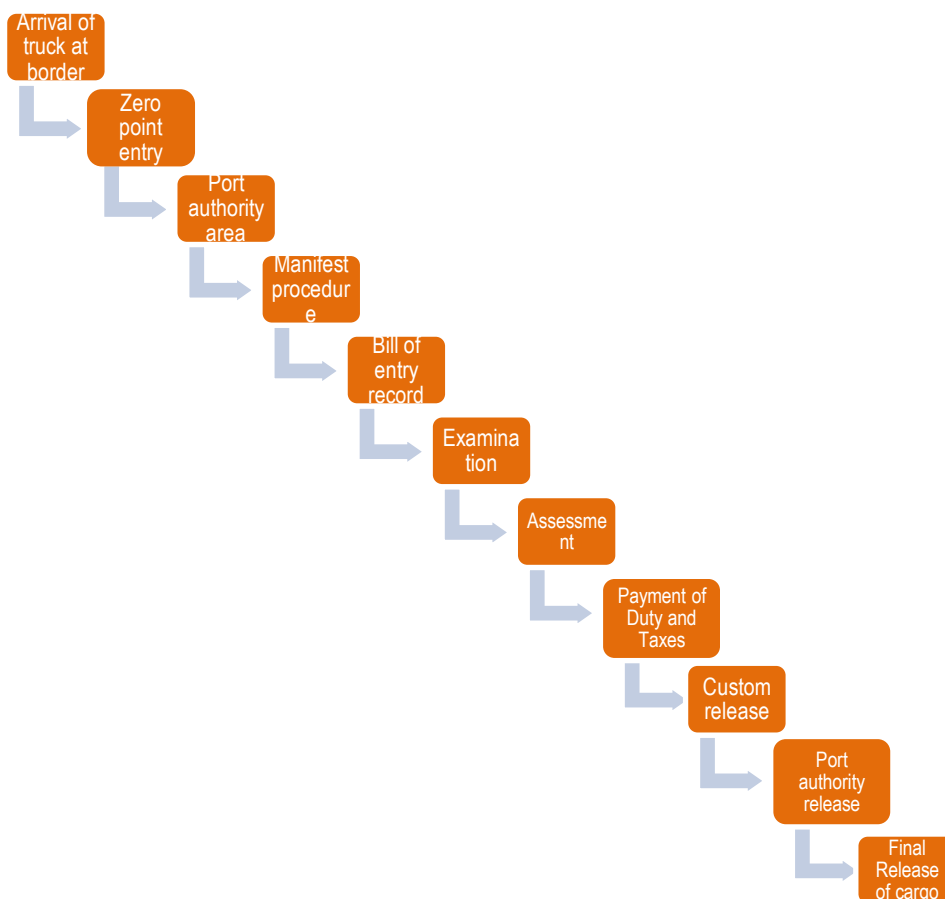 Arrival of
truck at
border
Zero
point
entry
Port
authority
area
Manifest
procedur
e
Bill of
entry
record
Examina
tion
Assessme
nt
Payment of
Duty and
Taxes
Custom
release
Port
authority
release
Final
Release
of cargo